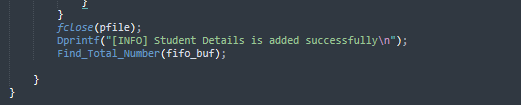 }
}
fclose(pfile);
Dprintf("[INFO] Student Details is added successfully\n");
Find_Total_Number(fifo_buf);
}
}